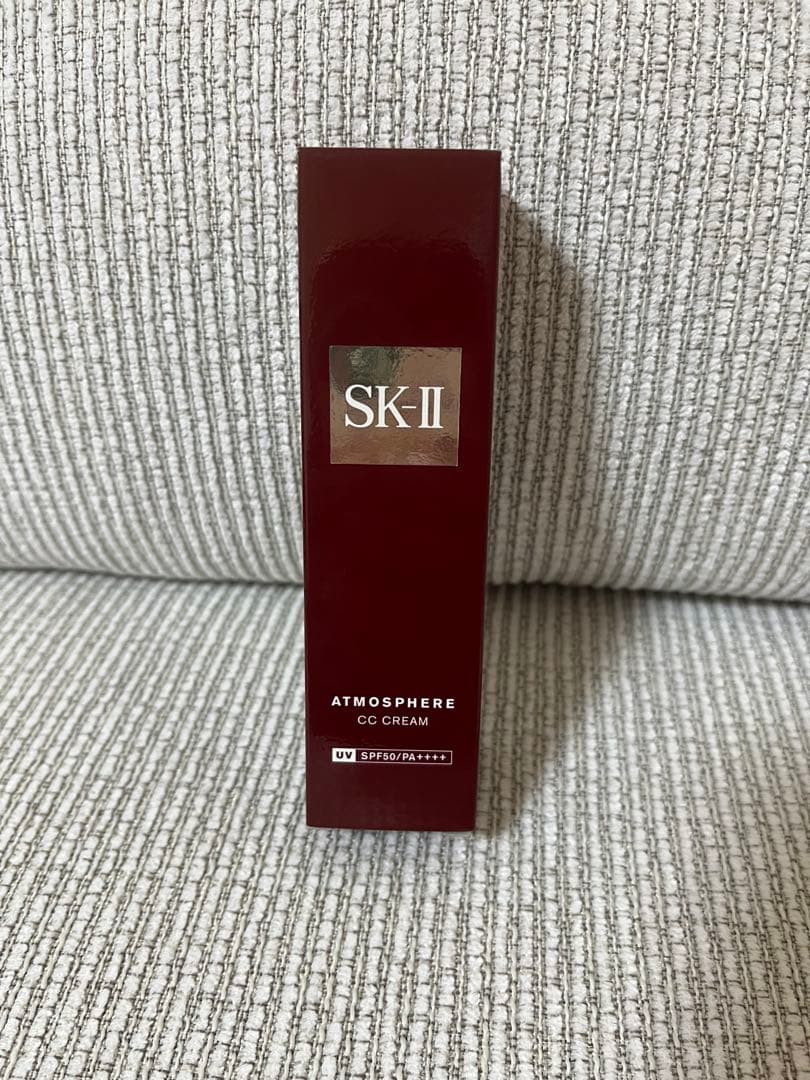 SK-II
ATMOSPHERE
CC CREAM
UV SPF50/PA++++